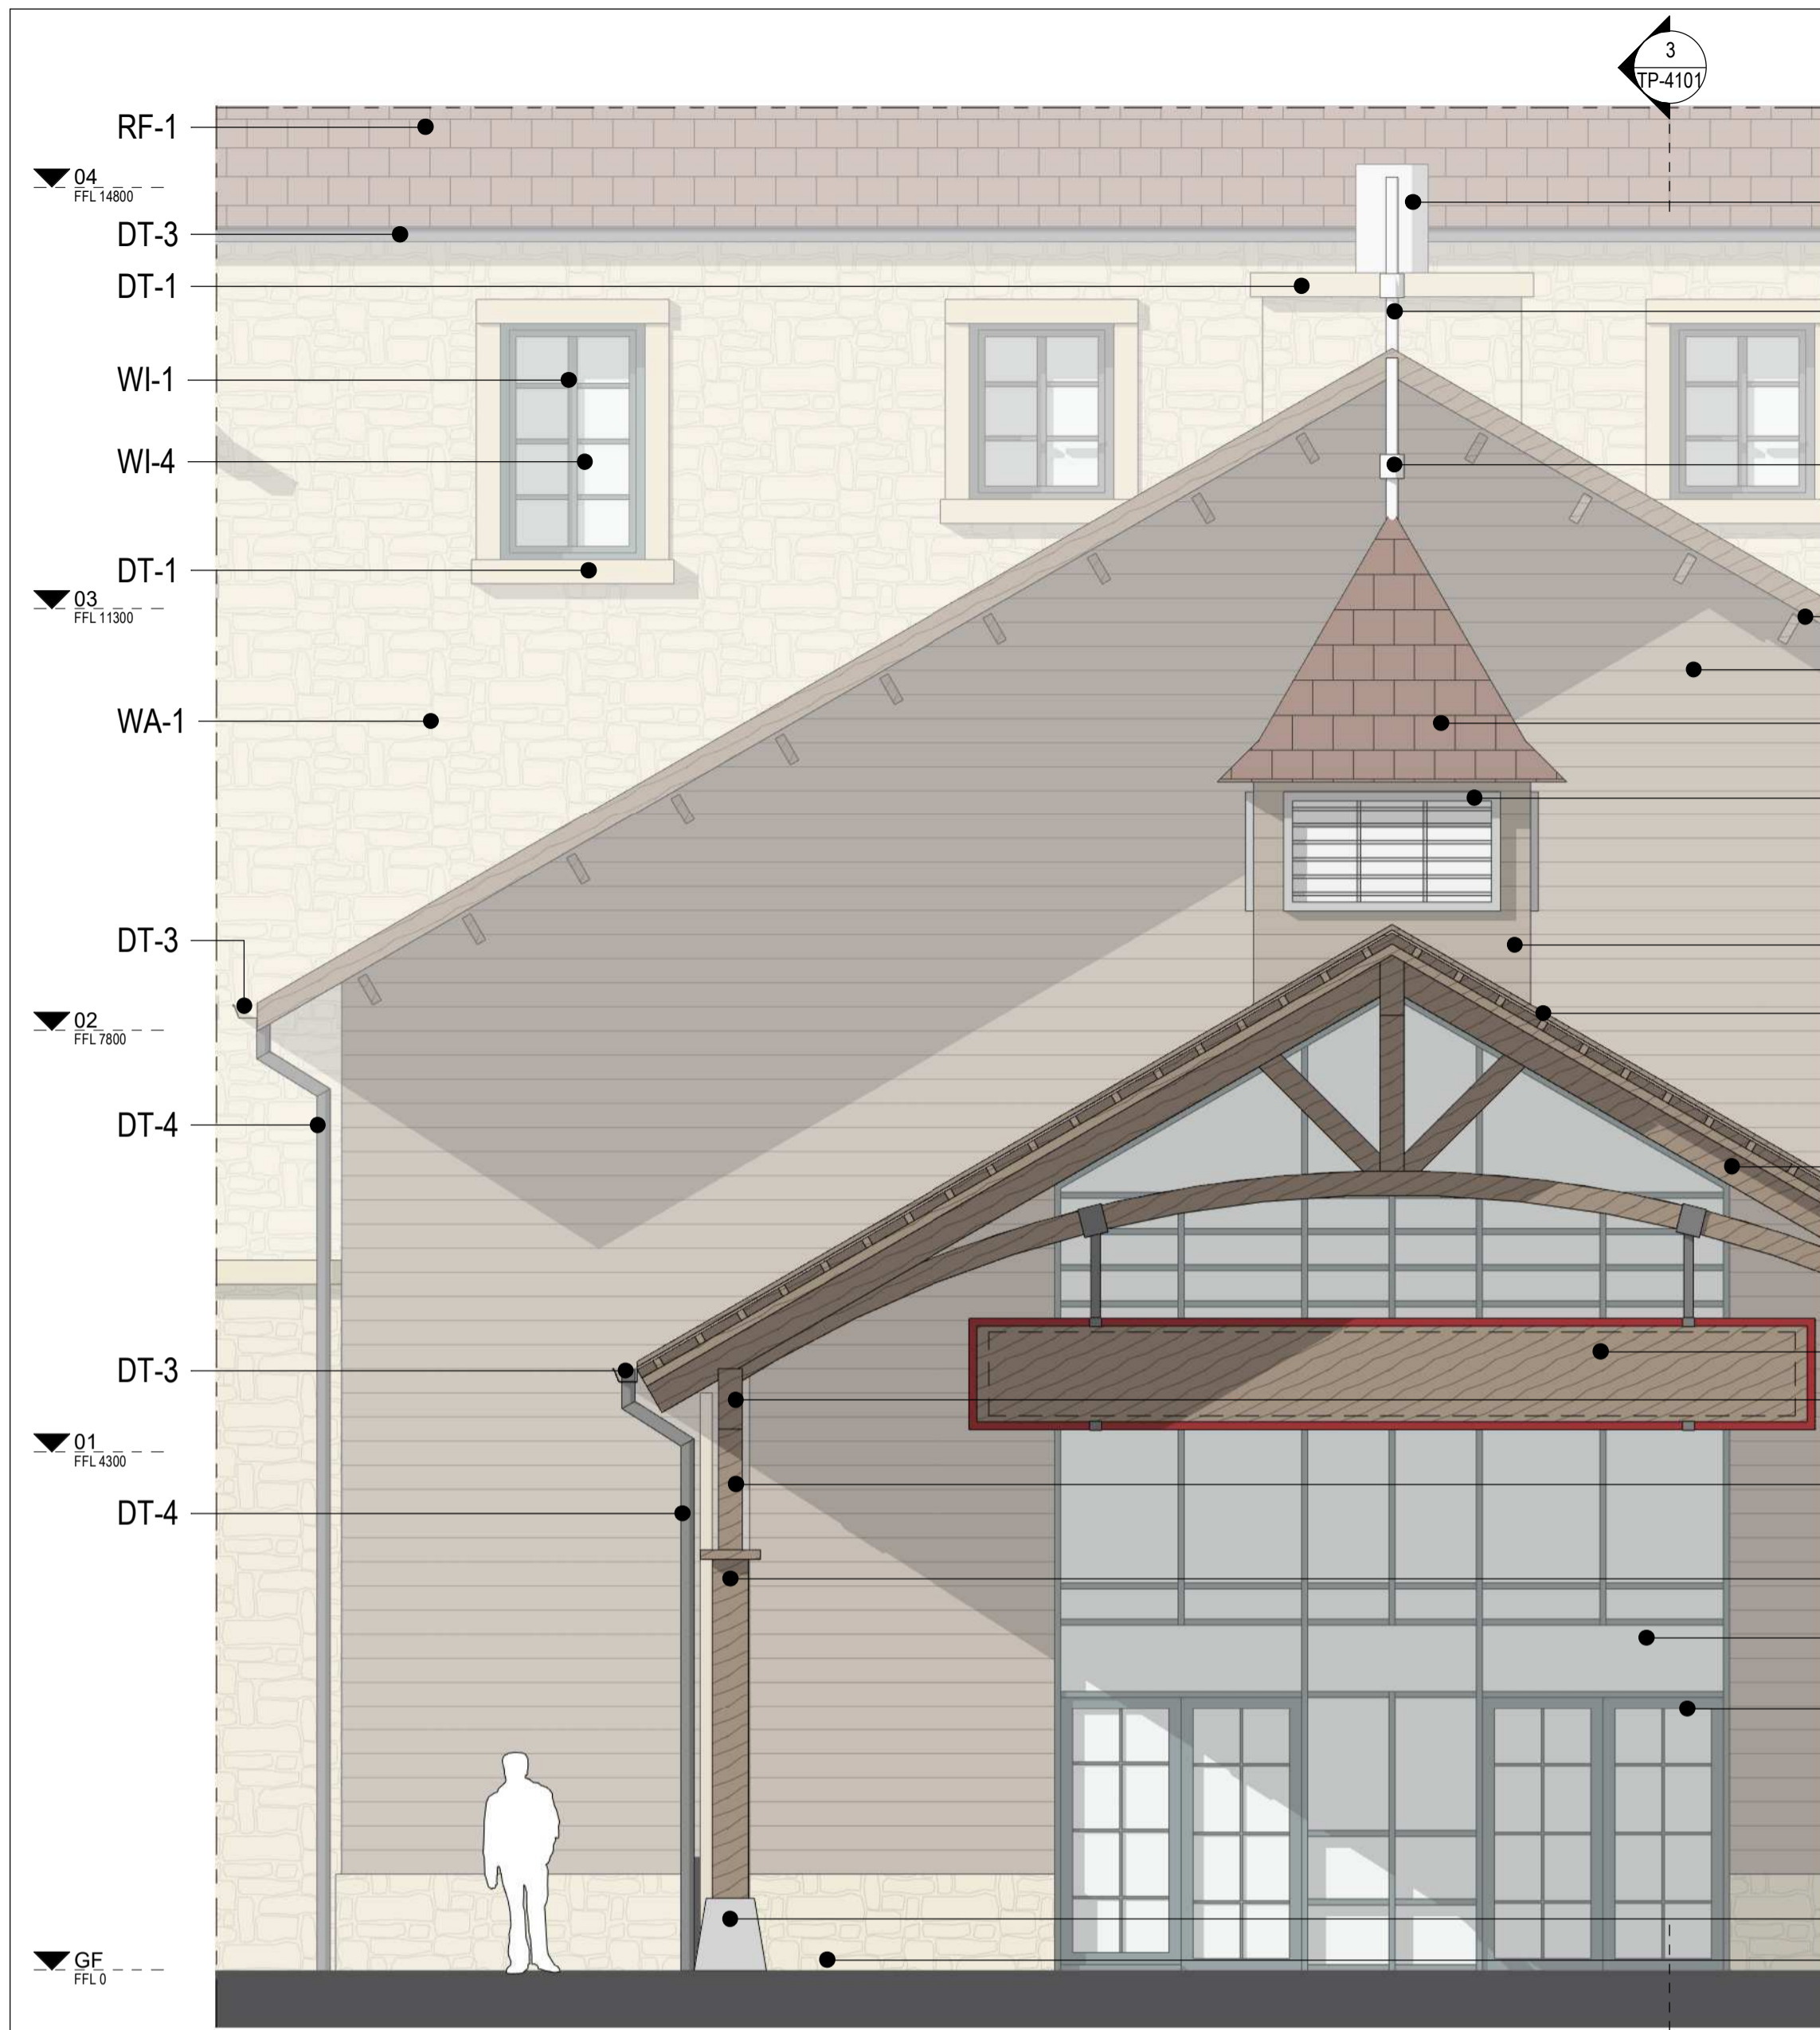 3
TP-4101
RF-1
04
FFL 14800
DT-3
DT-1
WI-1
WI-4
DT-1
03
FFL 11300
WA-1
DT-3
02
FFL 7800
DT-4
DT-3
01
FFL 4300
DT-4
GF
FFL 0